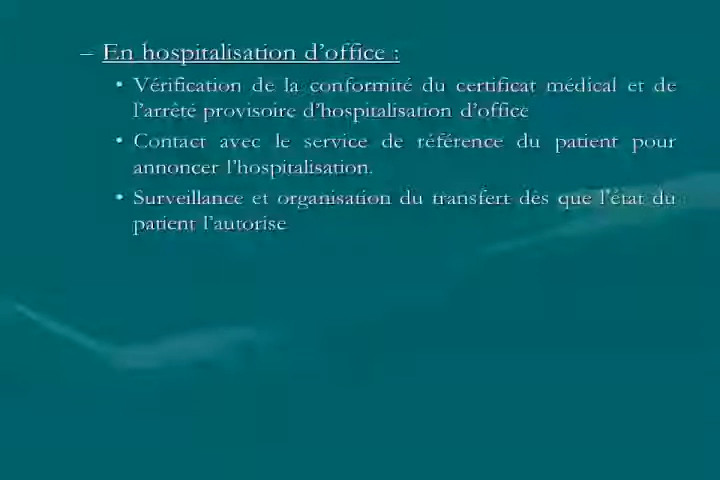 – En hospitalisation d'office :
• Vérification de la conformité du certificat médical et de
l'arrêté provisoire d'hospitalisation d'office
• Contact avec le service de référence du patient pour
annoncer l'hospitalisation.
• Surveillance et organisation du transfert dès que l'état du
patient l'autorise